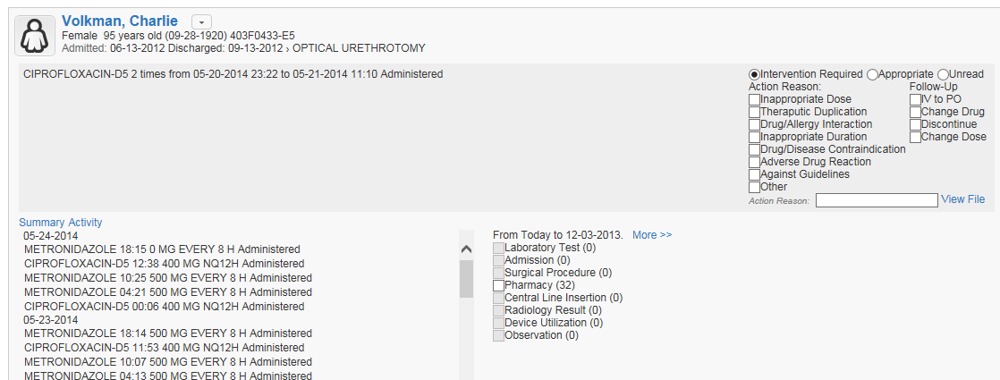 Volkman, Charlie
Female 95 years old (09-28-1920) 403F0433-E5
Admitted: 06-13-2012 Discharged: 09-13-2012 › OPTICAL URETHROTOMY
CIPROFLOXACIN-D5 2 times from 05-20-2014 23:22 to 05-21-2014 11:10 Administered
Intervention Required Appropriate Unread
Action Reason: Follow-Up
Inappropriate Dose IV to PO
Theraputic Duplication Change Drug
Drug/Allergy Interaction Discontinue
Inappropriate Duration Change Dose
Drug/Disease Contraindication
Adverse Drug Reaction
Against Guidelines
Other
Action Reason: View File
Summary Activity
05-24-2014
METRONIDAZOLE 18:15 0 MG EVERY 8 H Administered
CIPROFLOXACIN-D5 12:38 400 MG NQ12H Administered
METRONIDAZOLE 10:25 500 MG EVERY 8 H Administered
METRONIDAZOLE 04:21 500 MG EVERY 8 H Administered
CIPROFLOXACIN-D5 00:06 400 MG NQ12H Administered
05-23-2014
METRONIDAZOLE 18:14 500 MG EVERY 8 H Administered
CIPROFLOXACIN-D5 11:53 400 MG NQ12H Administered
METRONIDAZOLE 10:07 500 MG EVERY 8 H Administered
METRONIDAZOLE 04:13 500 MG EVERY 8 H Administered
From Today to 12-03-2013. More >>
Laboratory Test (0)
Admission (0)
Surgical Procedure (0)
Pharmacy (32)
Central Line Insertion (0)
Radiology Result (0)
Device Utilization (0)
Observation (0)